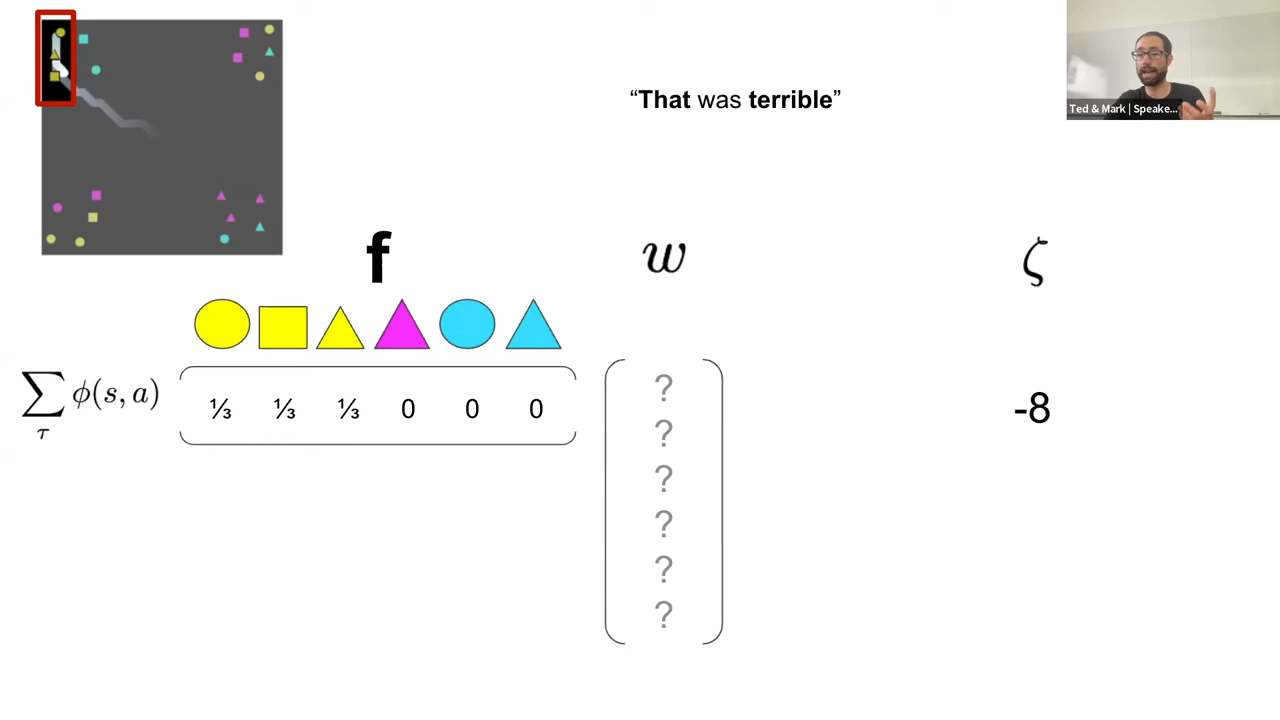 “That was terrible”
Ted & Mark | Speake...
f
w
ζ
∑ ϕ(s, a)
τ
⅓ ⅓ ⅓ 0 0 0
?
?
?
?
?
?
-8